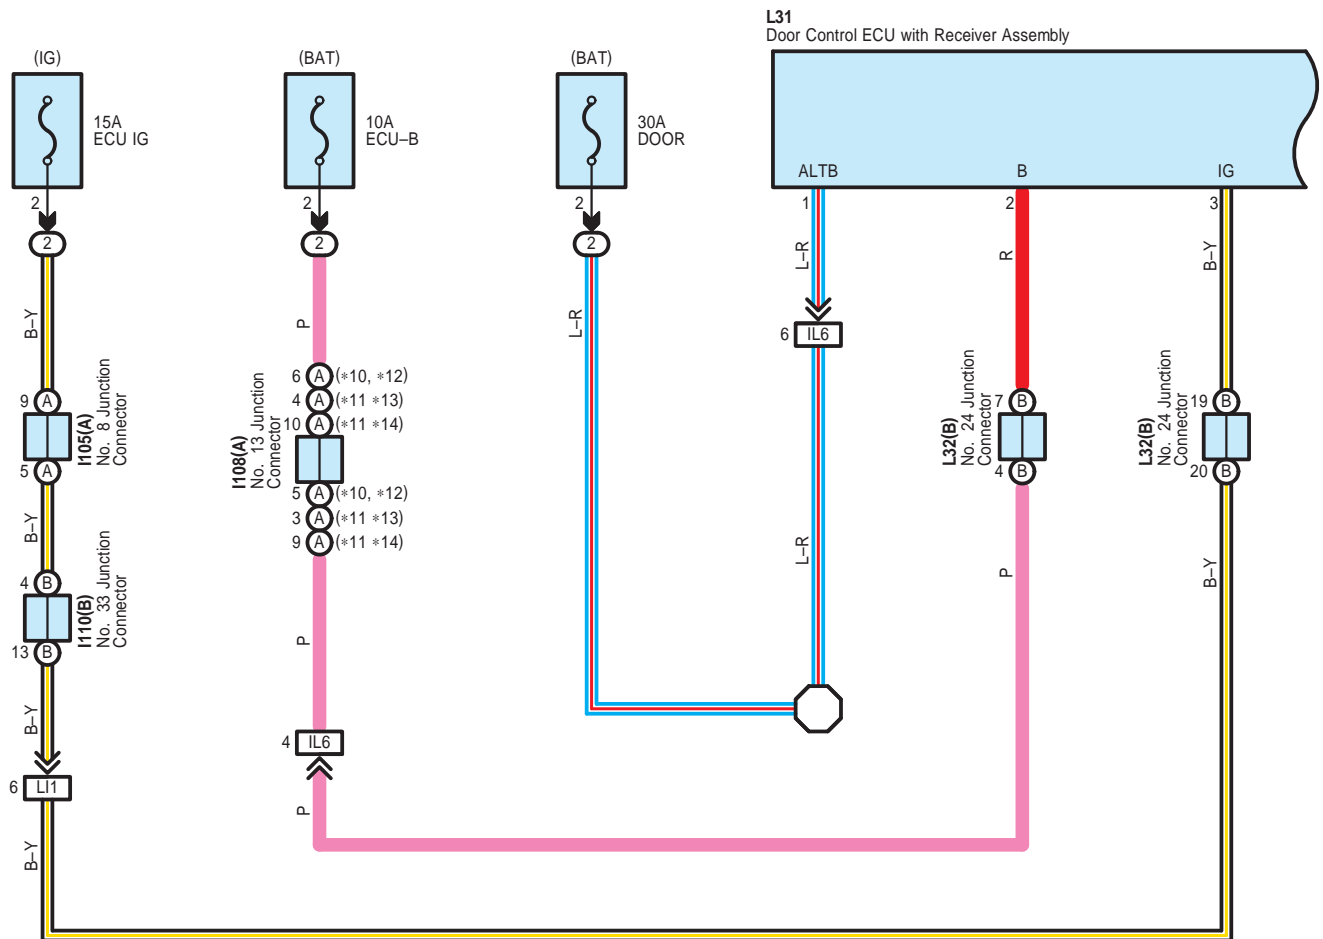 L31
Door Control ECU with Receiver Assembly
(IG)
(BAT)
(BAT)
15A
ECU IG
10A
ECU–B
30A
DOOR
ALTB
B
IG
2
2
2
1
2
3
2
2
2
L–R
R
B–Y
B–Y
P
L–R
6 IL6
6 A (∗10, ∗12)
4 A (∗11 ∗13)
10 A (∗11 ∗14)
9 A
7 B
19 B
I105(A)
No. 8 Junction
Connector
I108(A)
No. 13 Junction
Connector
L32(B)
No. 24 Junction
Connector
L32(B)
No. 24 Junction
Connector
5 A
4 B
20 B
5 A (∗10, ∗12)
3 A (∗11 ∗13)
9 A (∗11 ∗14)
B–Y
L–R
P
B–Y
4 B
I110(B)
No. 33 Junction
Connector
13 B
P
B–Y
4 IL6
6 LI1
P
B–Y